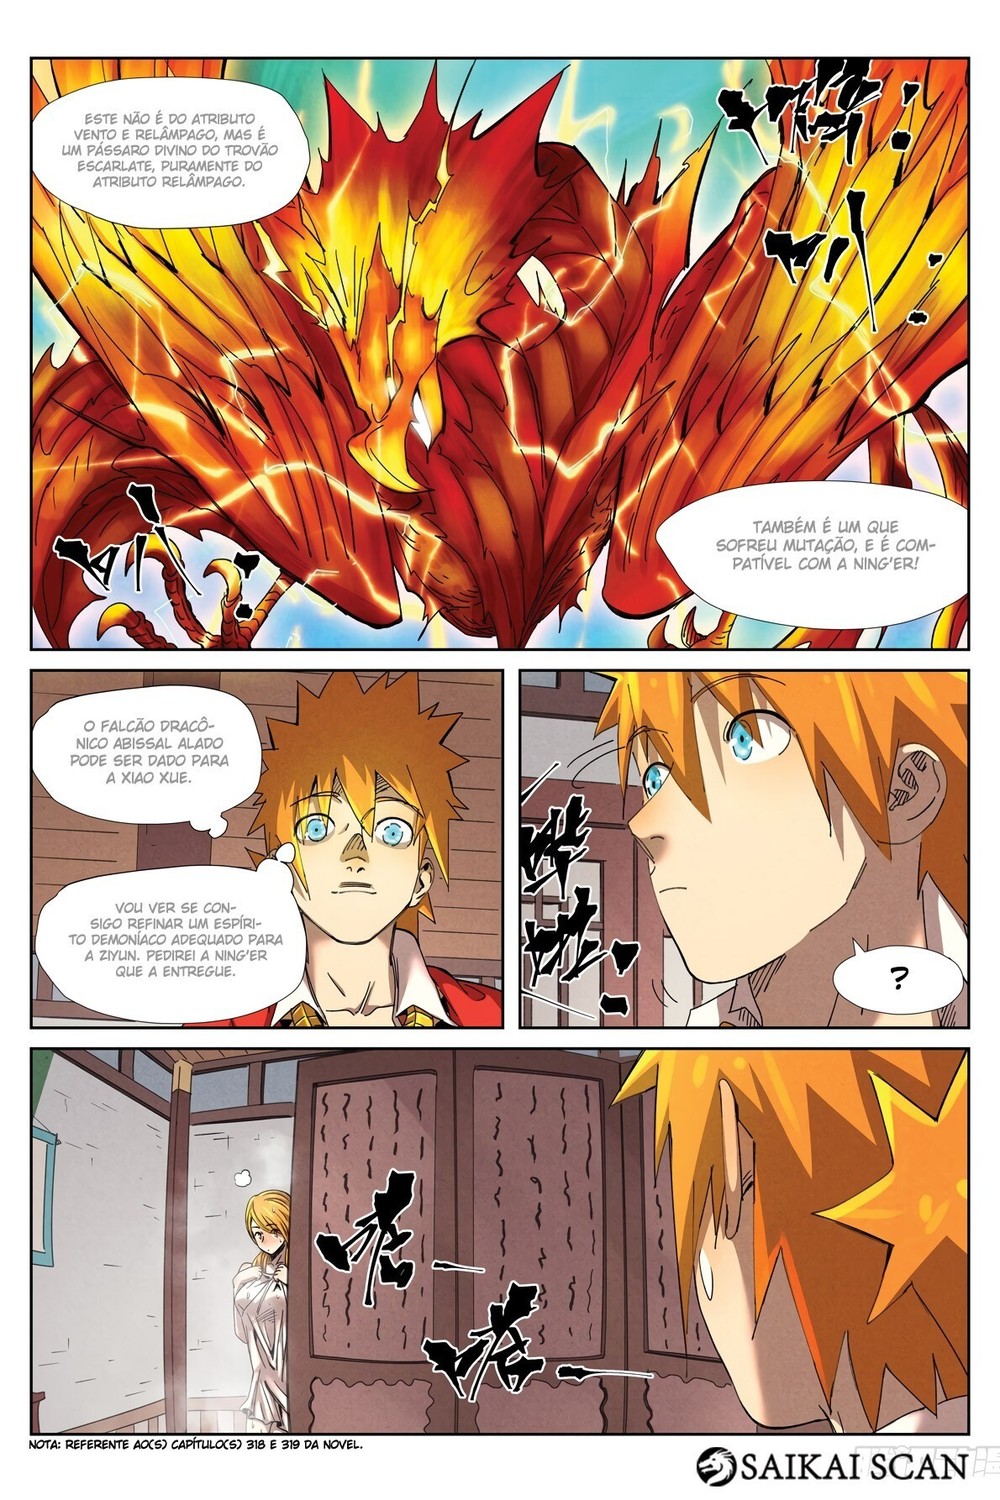 ESTE NÃO É DO ATRIBUTO
VENTO E RELÂMPAGO, MAS É
UM PÁSSARO DIVINO DO TROVÃO
ESCARLATE, PURAMENTE DO
ATRIBUTO RELÂMPAGO.
TAMBÉM É UM QUE
SOFREU MUTAÇÃO, E É COM-
PATÍVEL COM A NING'ER!
O FALCÃO DRACÔ-
NICO ABISSAL ALADO
PODE SER DADO PARA
A XIAO XUE.
VOU VER SE CON-
SIGO REFINAR UM ESPÍRI-
TO DEMONÍACO ADEQUADO PARA
A ZIYUN. PEDIREI A NING'ER
QUE A ENTREGUE.
?
NOTA: REFERENTE AO(S) CAPÍTULO(S) 318 E 319 DA NOVEL.
SAIKAI SCAN